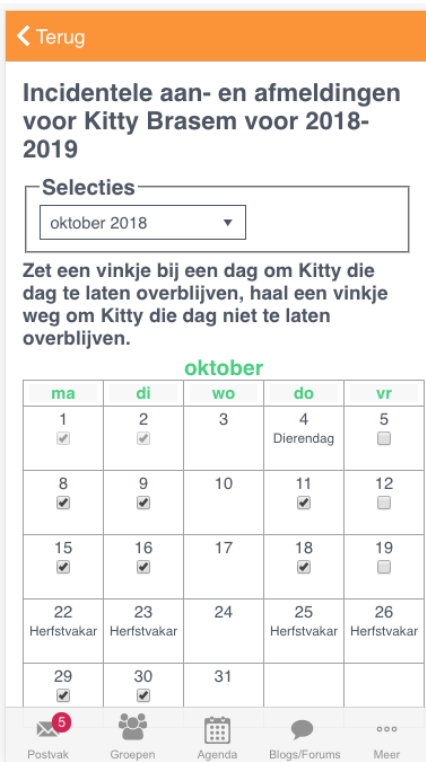 Terug
Incidentele aan- en afmeldingen
voor Kitty Brasem voor 2018-
2019
Selecties
oktober 2018
Zet een vinkje bij een dag om Kitty die
dag te laten overblijven, haal een vinkje
weg om Kitty die dag niet te laten
overblijven.
oktober
ma di wo do vr
1 2 3 4 5
Dierendag
8 9 10 11 12
15 16 17 18 19
22 23 24 25 26
Herfstvakar Herfstvakar Herfstvakar Herfstvakar
29 30 31
5
Postvak Groepen Agenda Blogs/Forums Meer